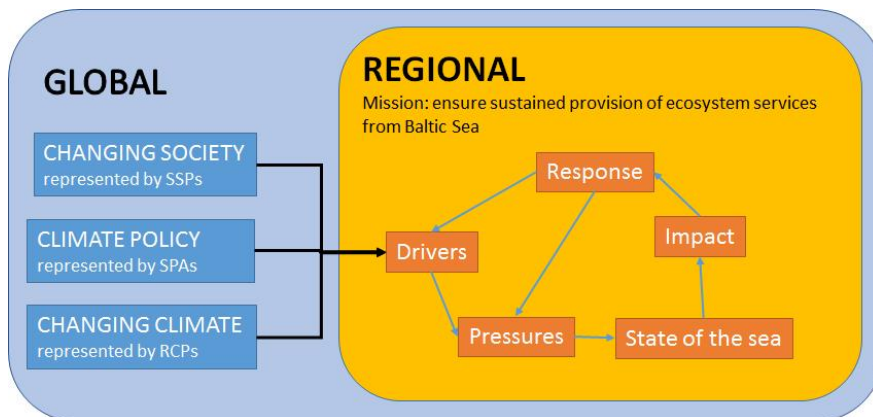 GLOBAL
CHANGING SOCIETY
represented by SSPs
CLIMATE POLICY
represented by SPAs
CHANGING CLIMATE
represented by RCPs
REGIONAL
Mission: ensure sustained provision of ecosystem services
from Baltic Sea
Response
Drivers
Impact
Pressures
State of the sea